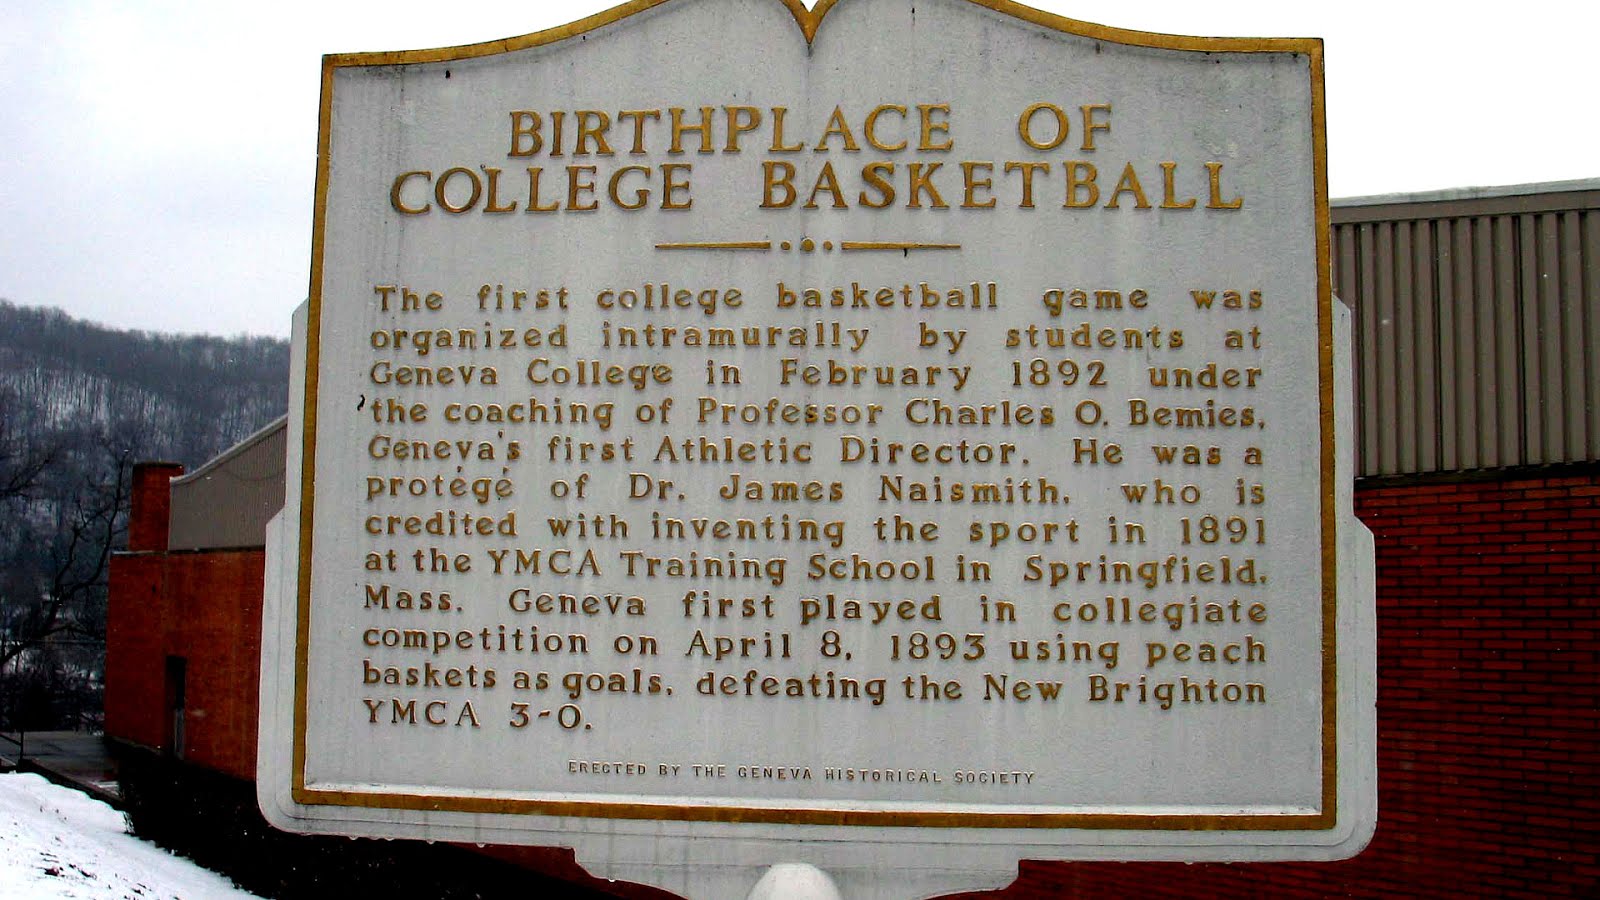 BIRTHPLACE OF
COLLEGE BASKETBALL
The first college basketball game was
organized intramurally by students at
Geneva College in February 1892 under
the coaching of Professor Charles O. Bemies,
Geneva's first Athletic Director. He was a
protégé of Dr. James Naismith, who is
credited with inventing the sport in 1891
at the YMCA Training School in Springfield,
Mass. Geneva first played in collegiate
competition on April 8, 1893 using peach
baskets as goals, defeating the New Brighton
YMCA 3-0.
ERECTED BY THE GENEVA HISTORICAL SOCIETY